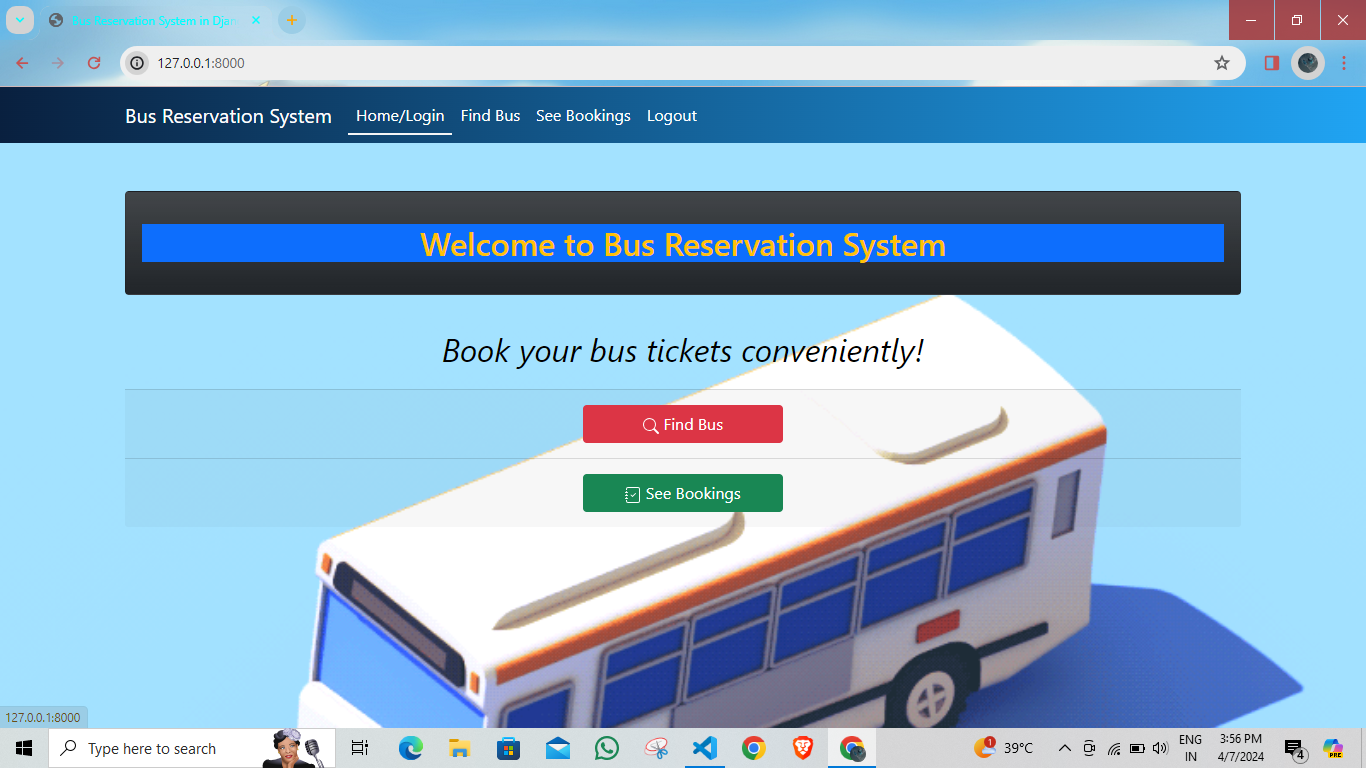 Bus Reservation System in Djan
127.0.0.1:8000
Bus Reservation System Home/Login Find Bus See Bookings Logout
Welcome to Bus Reservation System
Book your bus tickets conveniently!
Find Bus
See Bookings
127.0.0.1:8000
Type here to search
1
39°C
ENG
IN
3:56 PM
4/7/2024
4
PRE